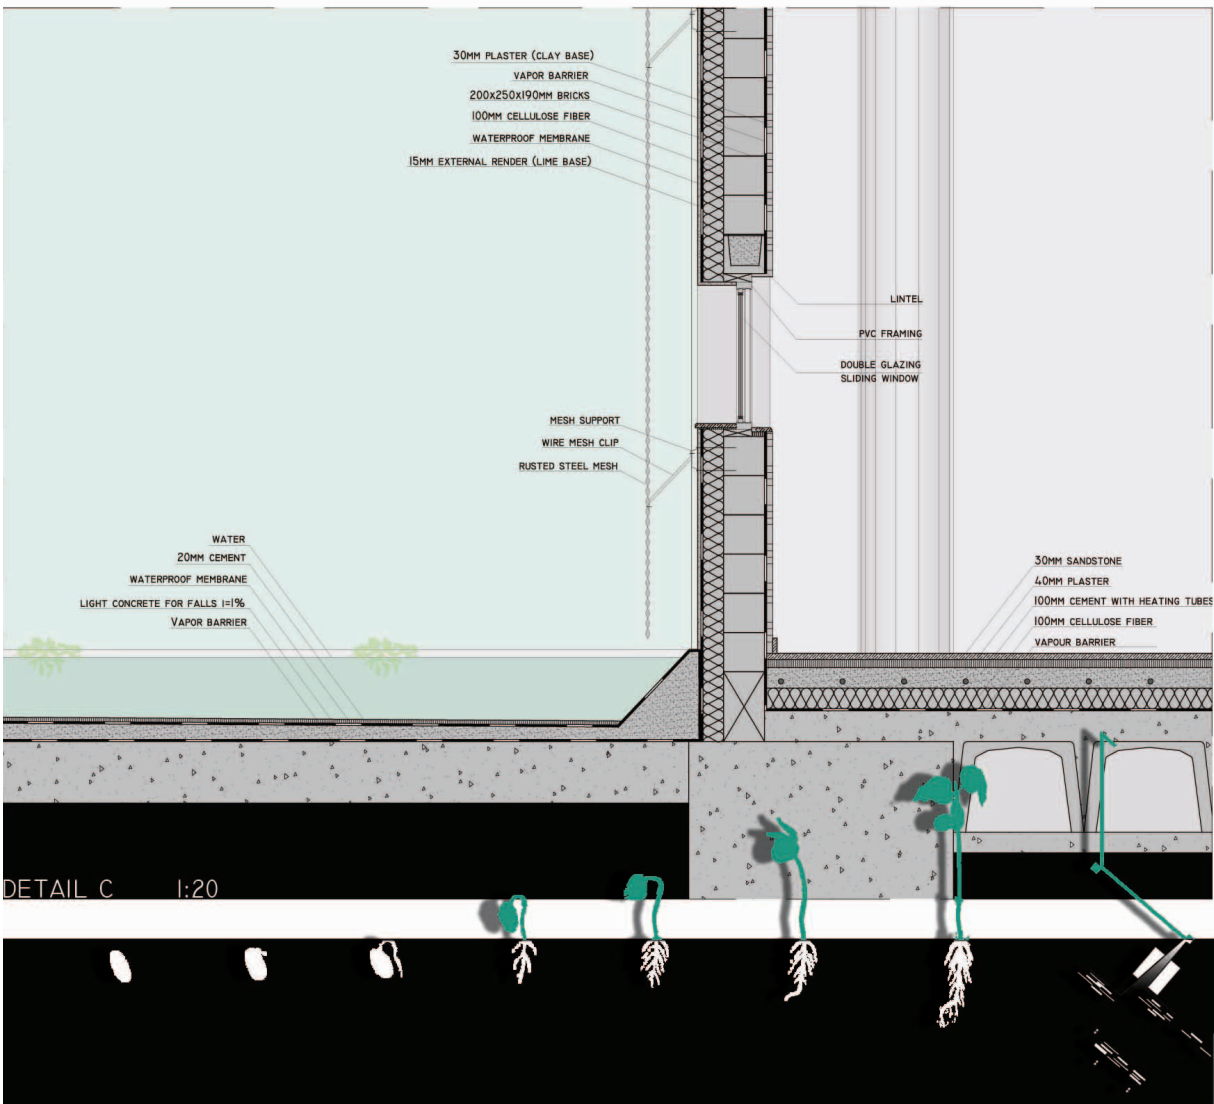 30MM PLASTER (CLAY BASE)
VAPOR BARRIER
200x250x190MM BRICKS
100MM CELLULOSE FIBER
WATERPROOF MEMBRANE
15MM EXTERNAL RENDER (LIME BASE)
LINTEL
PVC FRAMING
DOUBLE GLAZING
SLIDING WINDOW
MESH SUPPORT
WIRE MESH CLIP
RUSTED STEEL MESH
WATER
20MM CEMENT
WATERPROOF MEMBRANE
LIGHT CONCRETE FOR FALLS I=1%
VAPOR BARRIER
30MM SANDSTONE
40MM PLASTER
100MM CEMENT WITH HEATING TUBES
100MM CELLULOSE FIBER
VAPOUR BARRIER
DETAIL C 1:20